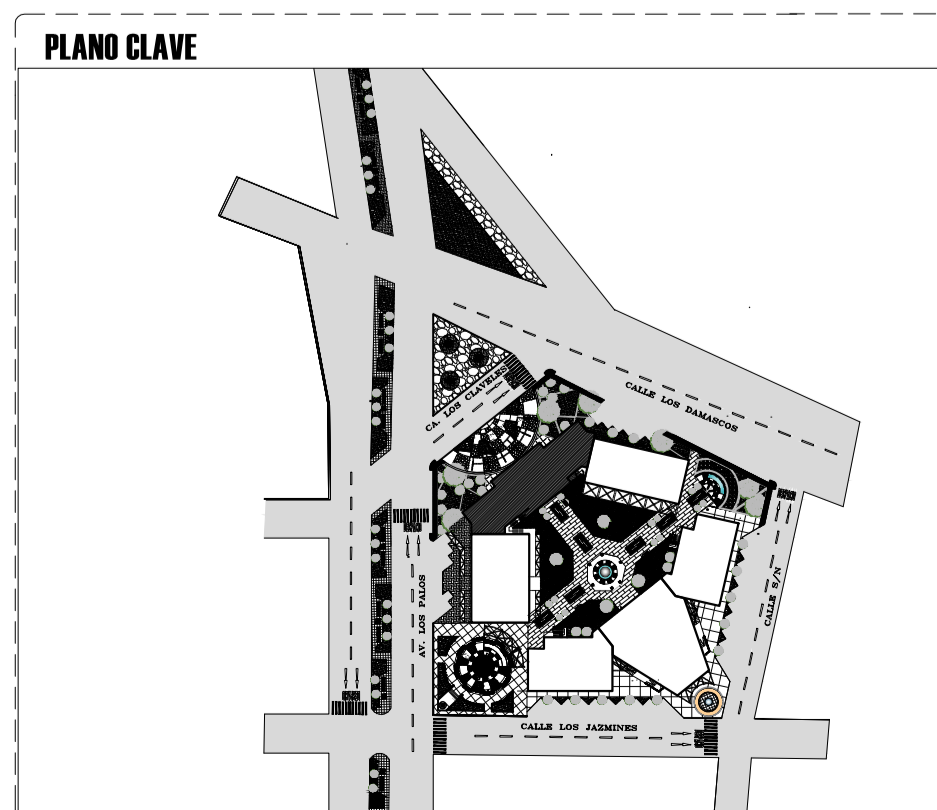 PLANO CLAVE
CALLE LOS DAMASCOS
CA. LOS CLAVELES
AV. LOS PALOS
CALLE S/N
CALLE LOS JAZMINES